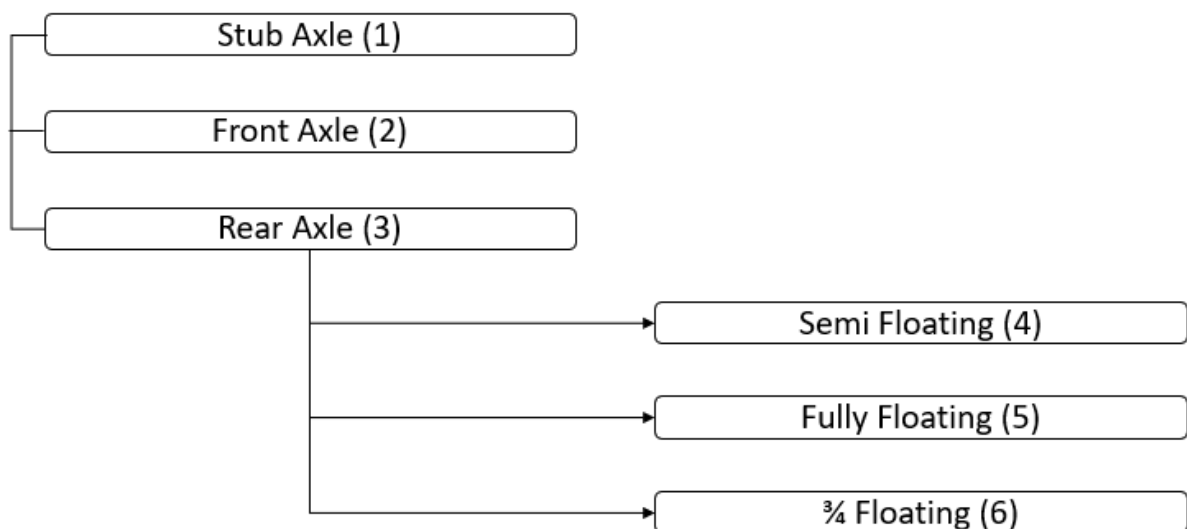 Stub Axle (1)
Front Axle (2)
Rear Axle (3)
Semi Floating (4)
Fully Floating (5)
¾ Floating (6)